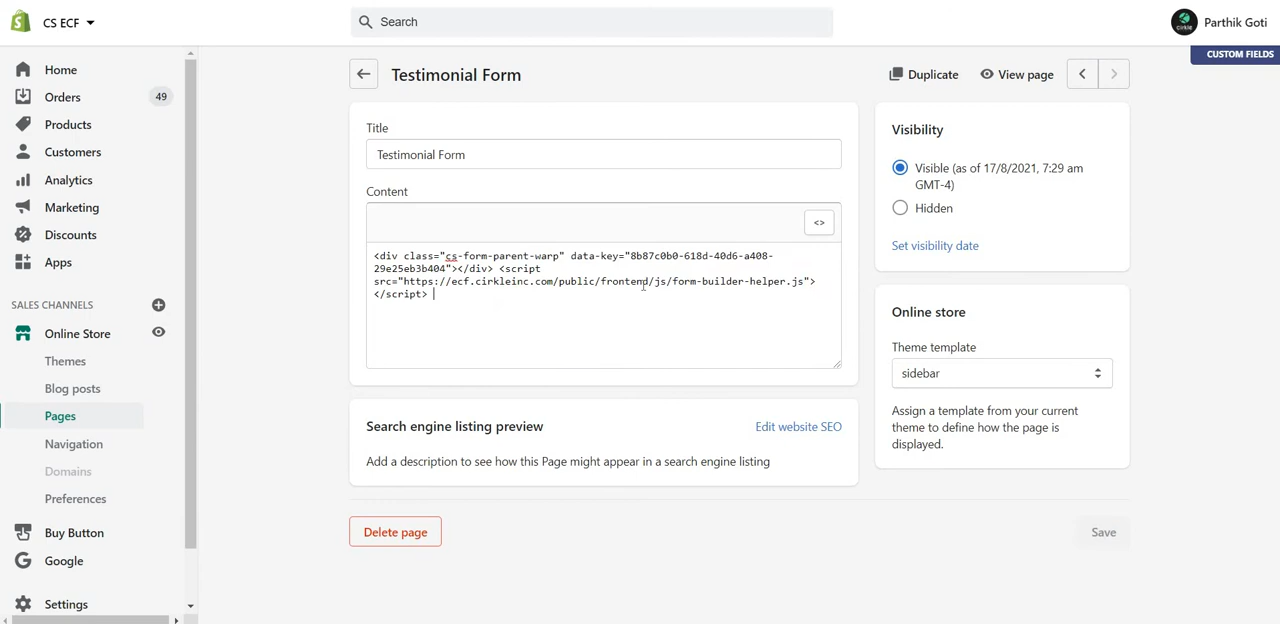 CS ECF
Search
Parthik Goti
CUSTOM FIELDS
Home
Orders 49
Products
Customers
Analytics
Marketing
Discounts
Apps
SALES CHANNELS
Online Store
Themes
Blog posts
Pages
Navigation
Domains
Preferences
Buy Button
Google
Settings
Testimonial Form
Duplicate
View page
Title
Testimonial Form
Content
<>
<div class="cs-form-parent-warp" data-key="8b87c0b0-618d-40d6-a408-
29e25eb3b404"></div> <script
src="https://ecf.cirkleinc.com/public/frontend/js/form-builder-helper.js">
</script>
Search engine listing preview
Edit website SEO
Add a description to see how this Page might appear in a search engine listing
Delete page
Visibility
Visible (as of 17/8/2021, 7:29 am
GMT-4)
Hidden
Set visibility date
Online store
Theme template
sidebar
Assign a template from your current
theme to define how the page is
displayed.
Save